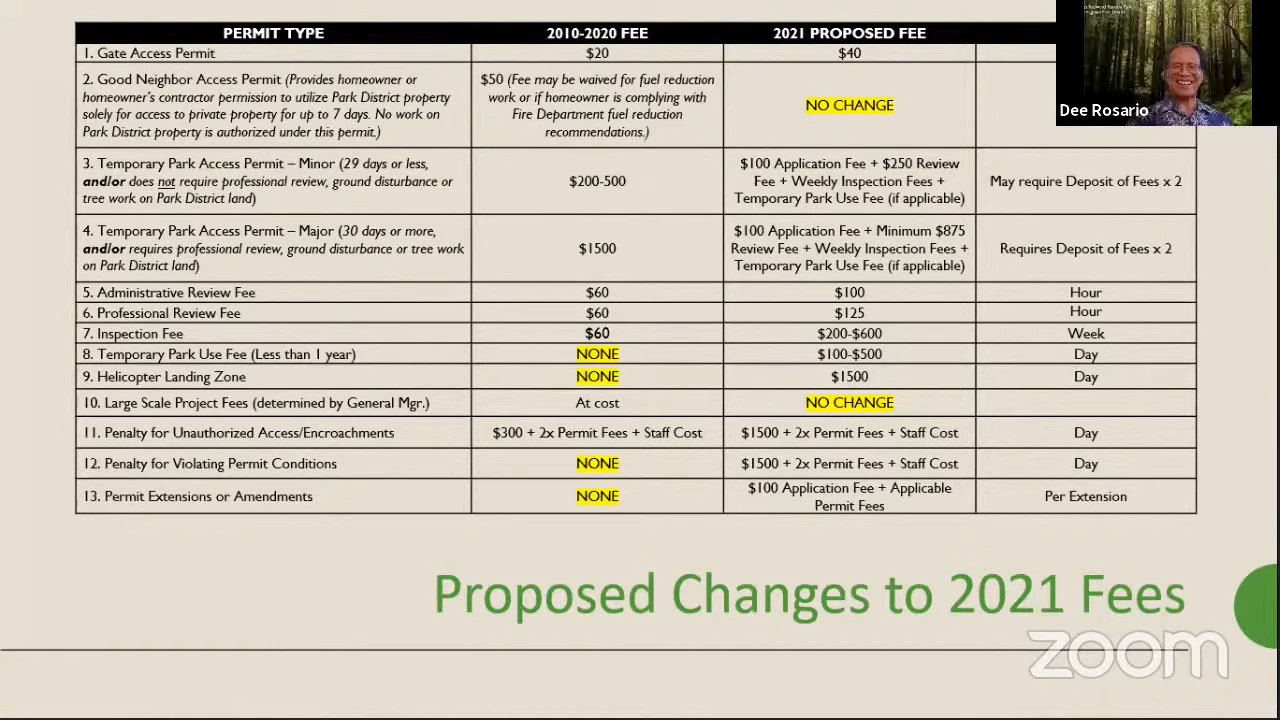 PERMIT TYPE 2010-2020 FEE 2021 PROPOSED FEE
1. Gate Access Permit $20 $40
2. Good Neighbor Access Permit (Provides homeowner or
homeowner's contractor permission to utilize Park District property
solely for access to private property for up to 7 days. No work on
Park District property is authorized under this permit.)
$50 (Fee may be waived for fuel reduction
work or if homeowner is complying with
Fire Department fuel reduction
recommendations.)
NO CHANGE
3. Temporary Park Access Permit – Minor (29 days or less,
and/or does not require professional review, ground disturbance or
tree work on Park District land)
$200-500
$100 Application Fee + $250 Review
Fee + Weekly Inspection Fees +
Temporary Park Use Fee (if applicable)
May require Deposit of Fees x 2
4. Temporary Park Access Permit – Major (30 days or more,
and/or requires professional review, ground disturbance or tree work
on Park District land)
$1500
$100 Application Fee + Minimum $875
Review Fee + Weekly Inspection Fees +
Temporary Park Use Fee (if applicable)
Requires Deposit of Fees x 2
5. Administrative Review Fee $60 $100 Hour
6. Professional Review Fee $60 $125 Hour
7. Inspection Fee $60 $200-$600 Week
8. Temporary Park Use Fee (Less than 1 year) NONE $100-$500 Day
9. Helicopter Landing Zone NONE $1500 Day
10. Large Scale Project Fees (determined by General Mgr.) At cost NO CHANGE
11. Penalty for Unauthorized Access/Encroachments $300 + 2x Permit Fees + Staff Cost $1500 + 2x Permit Fees + Staff Cost Day
12. Penalty for Violating Permit Conditions NONE $1500 + 2x Permit Fees + Staff Cost Day
13. Permit Extensions or Amendments NONE
$100 Application Fee + Applicable
Permit Fees
Per Extension
Dee Rosario
Proposed Changes to 2021 Fees
zoom